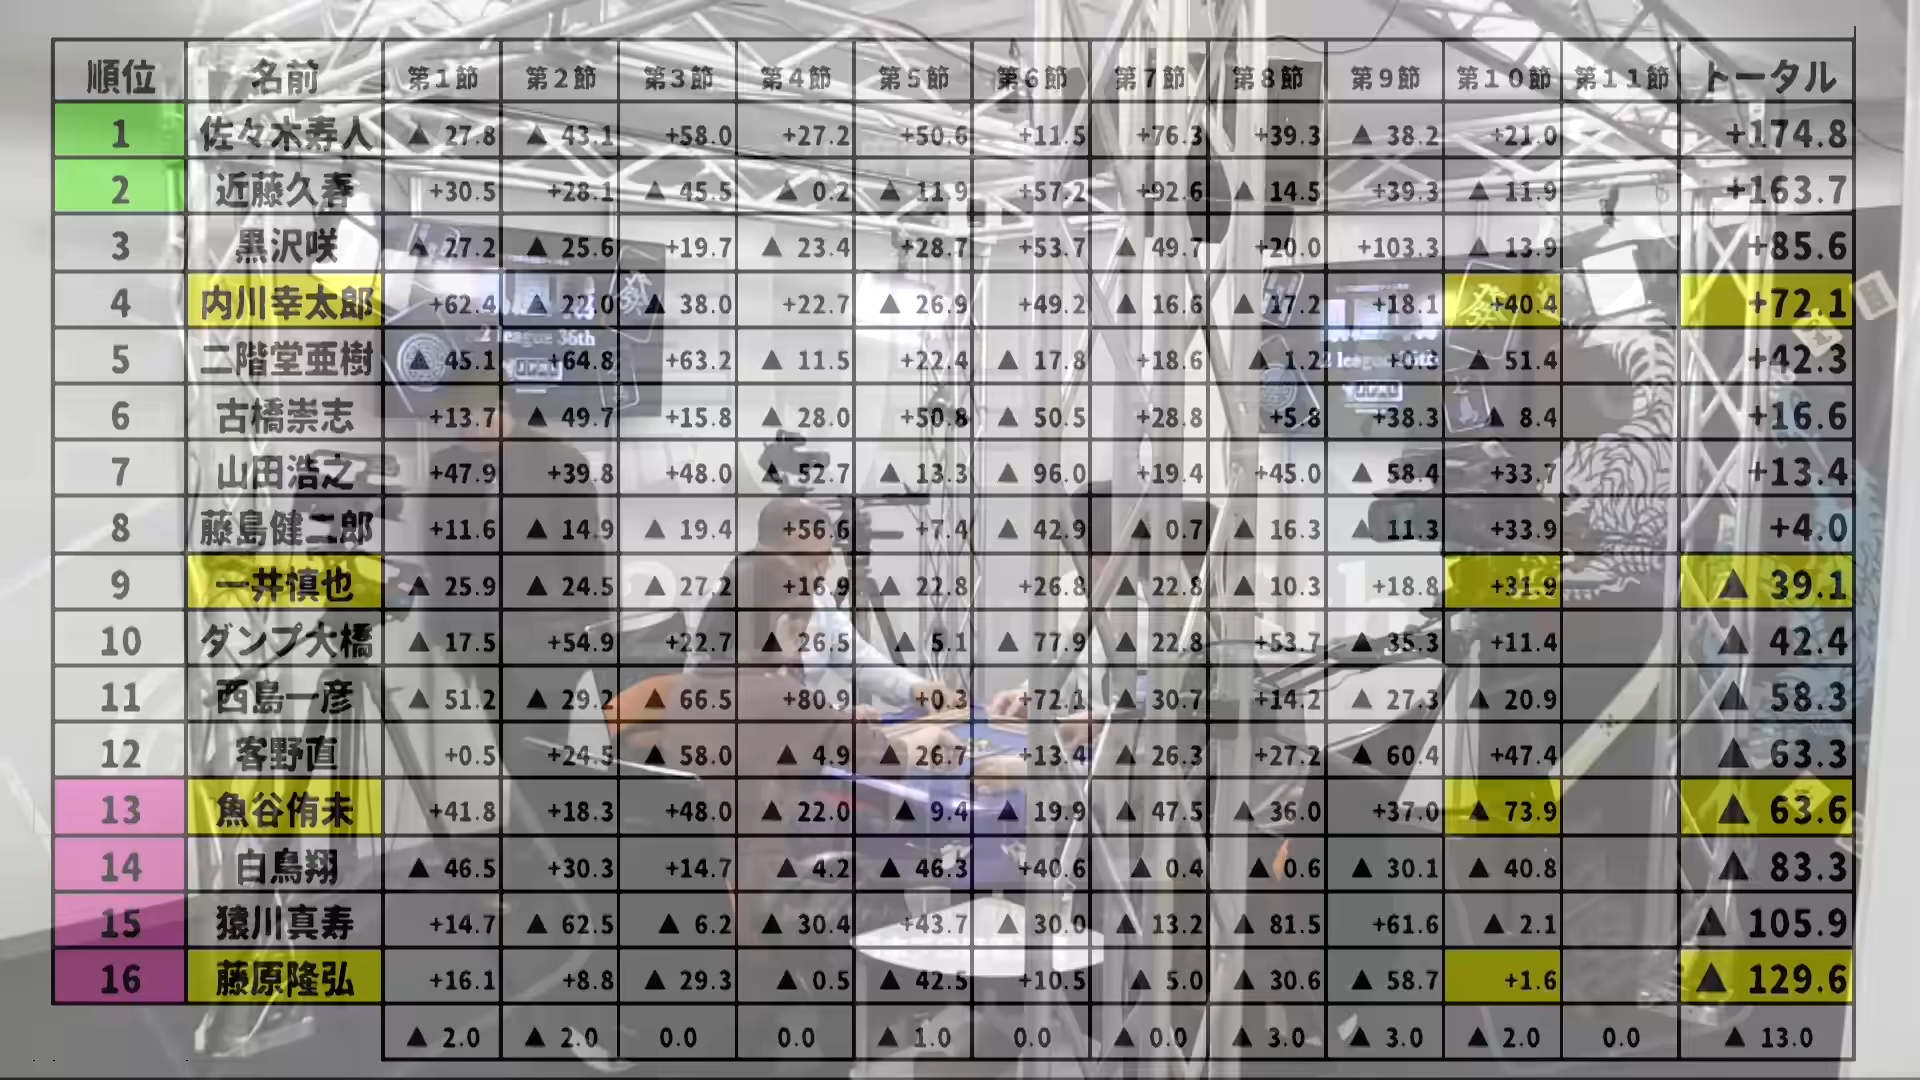 順位 名前 第1節 第2節 第3節 第4節 第5節 第6節 第7節 第8節 第9節 第10節 第11節 トータル
1 佐々木寿人 ▲ 27.8 ▲ 43.1 +58.0 +27.2 +50.6 +11.5 +76.3 +39.3 ▲ 38.2 +21.0 +174.8
2 近藤久春 +30.5 +28.1 ▲ 45.5 ▲ 0.2 ▲ 11.9 +57.2 +92.6 ▲ 14.5 +39.3 ▲ 11.9 +163.7
3 黒沢咲 ▲ 27.2 ▲ 25.6 +19.7 ▲ 23.4 +28.7 +53.7 ▲ 49.7 +20.0 +103.3 ▲ 13.9 +85.6
4 内川幸太郎 +62.4 ▲ 22.0 ▲ 38.0 +22.7 ▲ 26.9 +49.2 ▲ 16.6 ▲ 17.2 +18.1 +40.4 +72.1
5 二階堂亜樹 ▲ 45.1 +64.8 +63.2 ▲ 11.5 +22.4 ▲ 17.8 +18.6 ▲ 1.2 +0.3 ▲ 51.4 +42.3
6 古橋崇志 +13.7 ▲ 49.7 +15.8 ▲ 28.0 +50.8 ▲ 50.5 +28.8 +5.8 +38.3 ▲ 8.4 +16.6
7 山田浩之 +47.9 +39.8 +48.0 ▲ 52.7 ▲ 13.3 ▲ 96.0 +19.4 +45.0 ▲ 58.4 +33.7 +13.4
8 藤島健二郎 +11.6 ▲ 14.9 ▲ 19.4 +56.6 +7.4 ▲ 42.9 ▲ 0.7 ▲ 16.3 ▲ 11.3 +33.9 +4.0
9 一井慎也 ▲ 25.9 ▲ 24.5 ▲ 27.2 +16.9 ▲ 22.8 +26.8 ▲ 22.8 ▲ 10.3 +18.8 +31.9 ▲ 39.1
10 ダンプ大橋 ▲ 17.5 +54.9 +22.7 ▲ 26.5 ▲ 5.1 ▲ 77.9 ▲ 22.8 +53.7 ▲ 35.3 +11.4 ▲ 42.4
11 西島一彦 ▲ 51.2 ▲ 29.2 ▲ 66.5 +80.9 +0.3 +72.1 ▲ 30.7 +14.2 ▲ 27.3 ▲ 20.9 ▲ 58.3
12 客野直 +0.5 +24.5 ▲ 58.0 ▲ 4.9 ▲ 26.7 +13.4 ▲ 26.3 +27.2 ▲ 60.4 +47.4 ▲ 63.3
13 魚谷侑未 +41.8 +18.3 +48.0 ▲ 22.0 ▲ 9.4 ▲ 19.9 ▲ 47.5 ▲ 36.0 +37.0 ▲ 73.9 ▲ 63.6
14 白鳥翔 ▲ 46.5 +30.3 +14.7 ▲ 4.2 ▲ 46.3 +40.6 ▲ 0.4 ▲ 0.6 ▲ 30.1 ▲ 40.8 ▲ 83.3
15 猿川真寿 +14.7 ▲ 62.5 ▲ 6.2 ▲ 30.4 +43.7 ▲ 30.0 ▲ 13.2 ▲ 81.5 +61.6 ▲ 2.1 ▲ 105.9
16 藤原隆弘 +16.1 +8.8 ▲ 29.3 ▲ 0.5 ▲ 42.5 +10.5 ▲ 5.0 ▲ 30.6 ▲ 58.7 +1.6 ▲ 129.6
▲ 2.0 ▲ 2.0 0.0 0.0 ▲ 1.0 0.0 ▲ 0.0 ▲ 3.0 ▲ 3.0 ▲ 2.0 0.0 ▲ 13.0